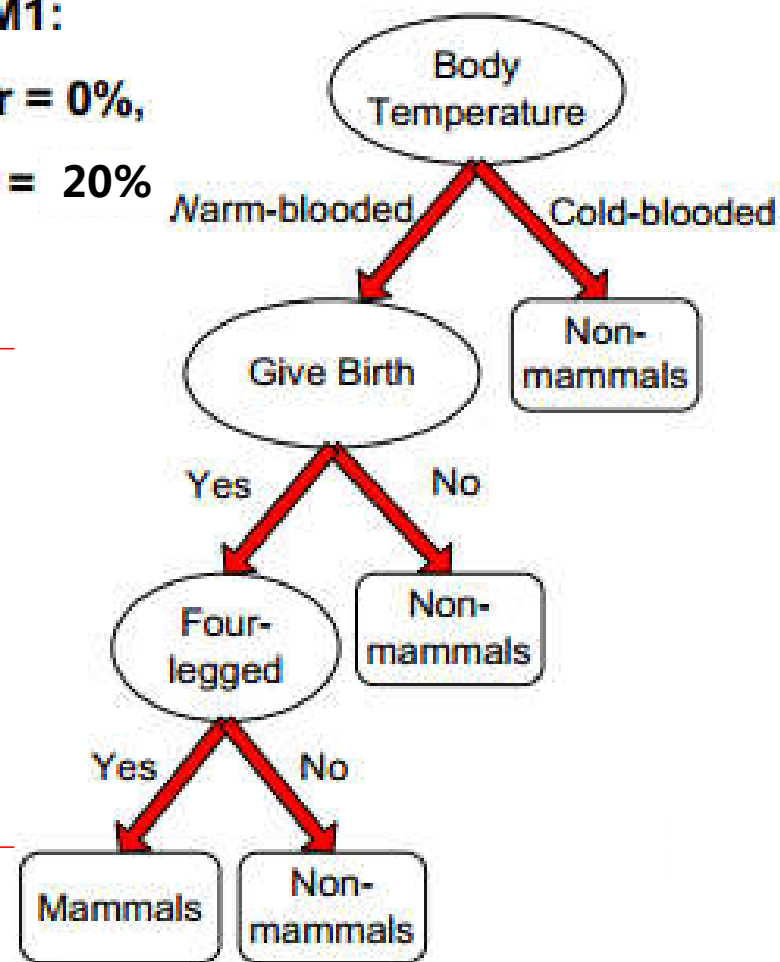 M1:
r = 0%,
= 20%
Body
Temperature
Warm-blooded
Cold-blooded
Give Birth
Non-
mammals
Yes
No
Four-
legged
Non-
mammals
Yes
No
Mammals
Non-
mammals